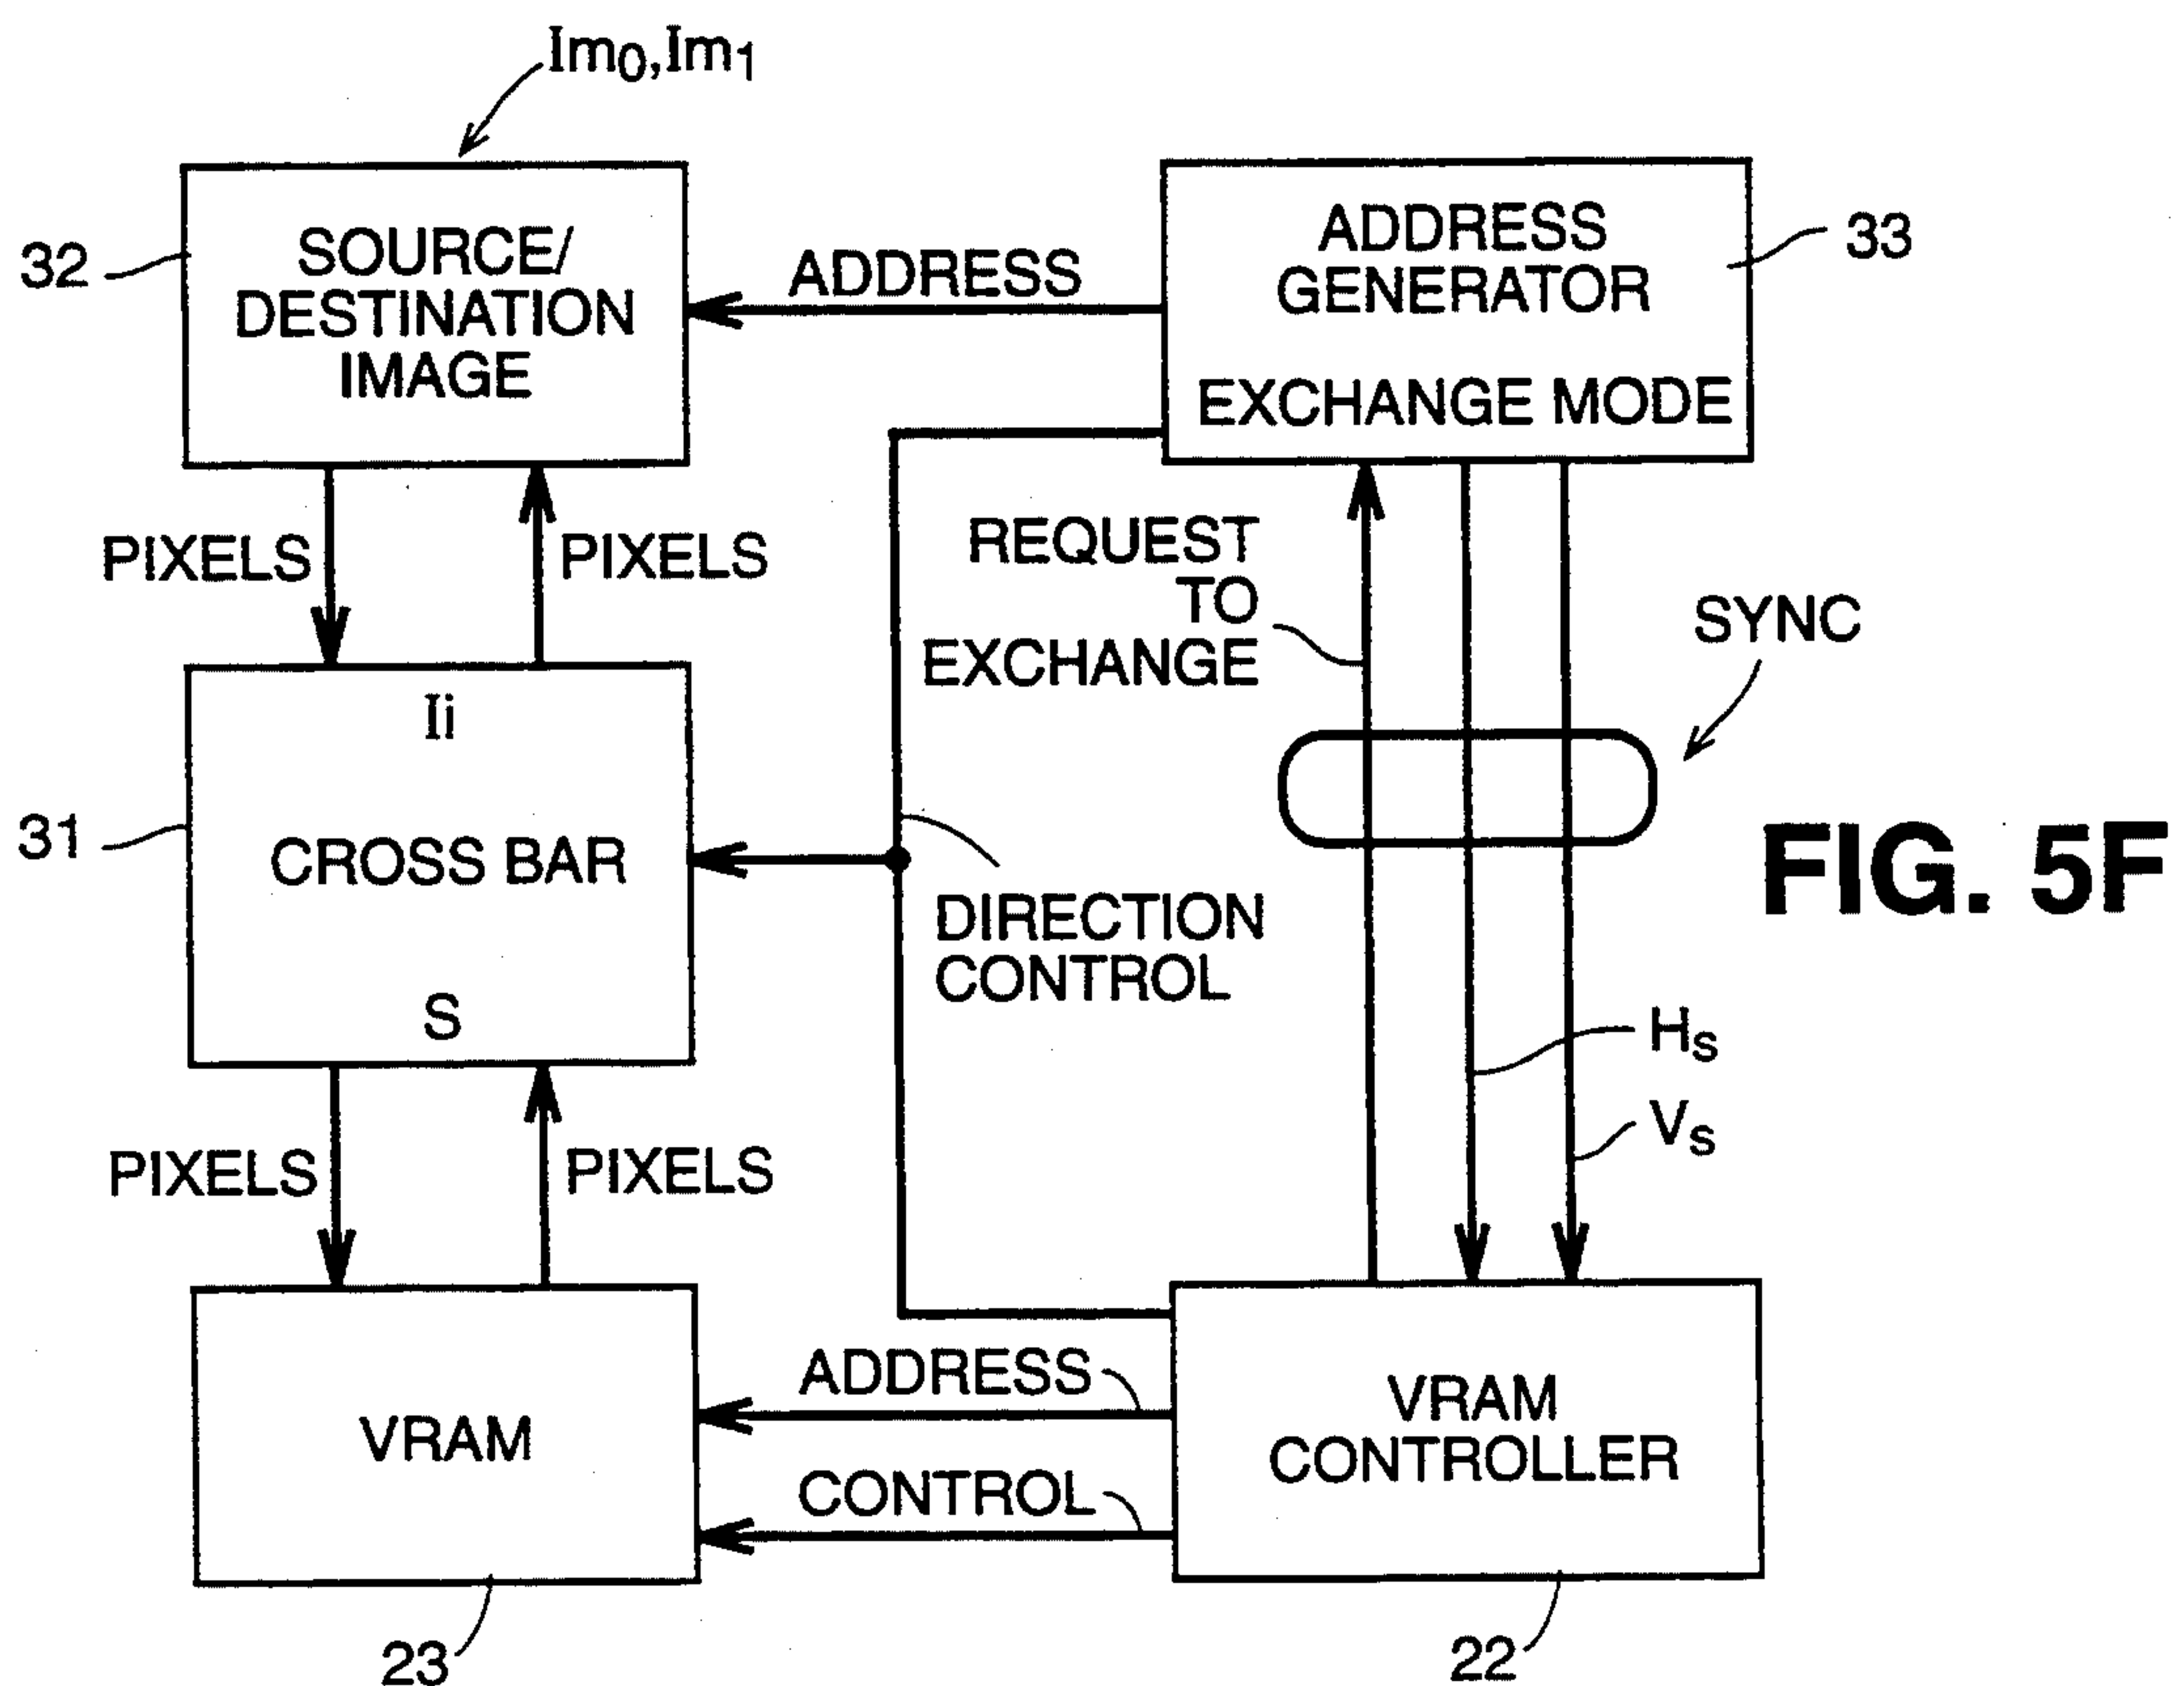 Im0,Im1
32
SOURCE/
DESTINATION
IMAGE
ADDRESS
ADDRESS
GENERATOR
EXCHANGE MODE
33
PIXELS
PIXELS
REQUEST
TO
EXCHANGE
SYNC
31
Ii
CROSS BAR
S
DIRECTION
CONTROL
FIG. 5F
HS
VS
PIXELS
PIXELS
VRAM
ADDRESS
CONTROL
VRAM
CONTROLLER
23
22